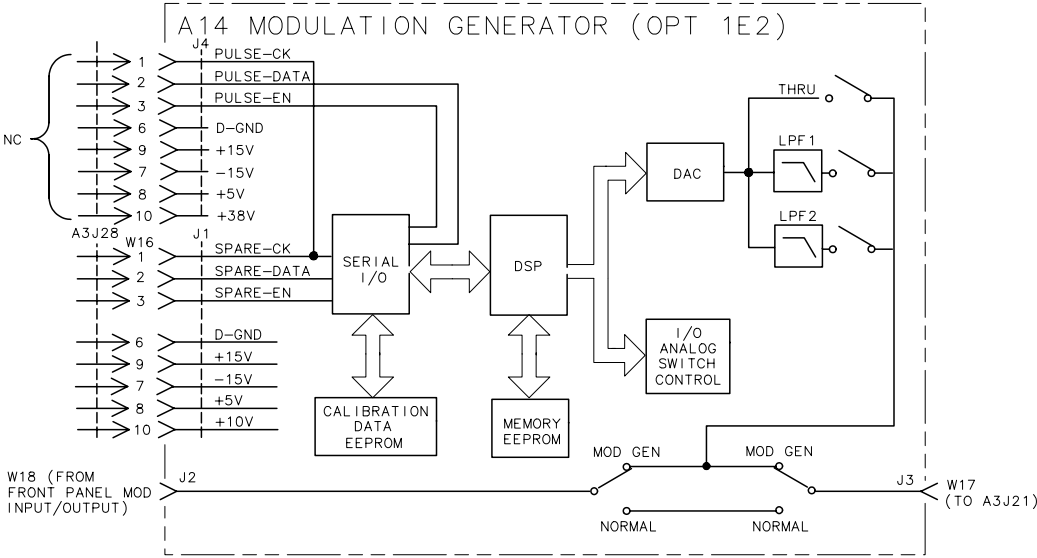 A14 MODULATION GENERATOR (OPT 1E2)
J4
1 PULSE-CK
2 PULSE-DATA
3 PULSE-EN
NC
6 D-GND
9 +15V
7 -15V
8 +5V
10 +38V
A3J28 W16 J1
1 SPARE-CK
2 SPARE-DATA
3 SPARE-EN
6 D-GND
9 +15V
7 -15V
8 +5V
10 +10V
SERIAL
I/O
DSP
DAC
THRU
LPF1
LPF2
I/O
ANALOG
SWITCH
CONTROL
CALIBRATION
DATA
EEPROM
MEMORY
EEPROM
MOD GEN
MOD GEN
NORMAL
NORMAL
W18 (FROM
FRONT PANEL MOD
INPUT/OUTPUT)
J2
J3
W17
(TO A3J21)